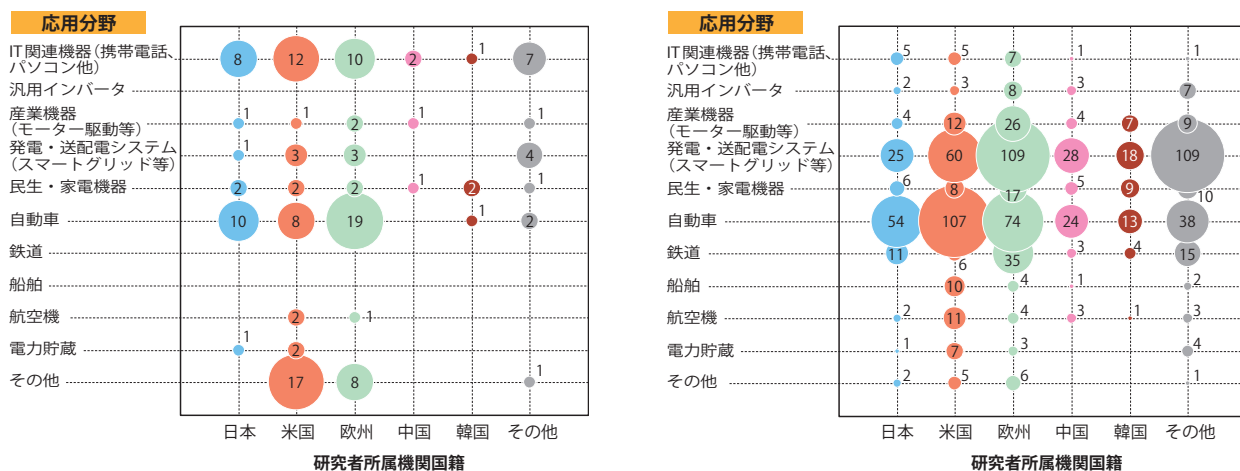 応用分野
IT関連機器（携帯電話、
パソコン他）
8
12
10
2
1
7
汎用インバータ
産業機器
（モーター駆動等）
1
1
2
1
1
発電・送配電システム
（スマートグリッド等）
1
3
3
4
民生・家電機器
2
2
2
1
2
1
自動車
10
8
19
1
2
鉄道
船舶
航空機
2
1
電力貯蔵
1
2
その他
17
8
1
日本 米国 欧州 中国 韓国 その他
研究者所属機関国籍
応用分野
IT関連機器（携帯電話、
パソコン他）
5
5
7
1
1
汎用インバータ
2
3
8
3
7
産業機器
（モーター駆動等）
4
12
26
4
7
9
発電・送配電システム
（スマートグリッド等）
25
60
109
28
18
109
民生・家電機器
6
8
17
5
9
10
自動車
54
107
74
24
13
38
鉄道
11
6
35
3
4
15
船舶
10
4
1
2
航空機
2
11
4
3
1
3
電力貯蔵
1
7
3
4
その他
2
5
6
1
日本 米国 欧州 中国 韓国 その他
研究者所属機関国籍